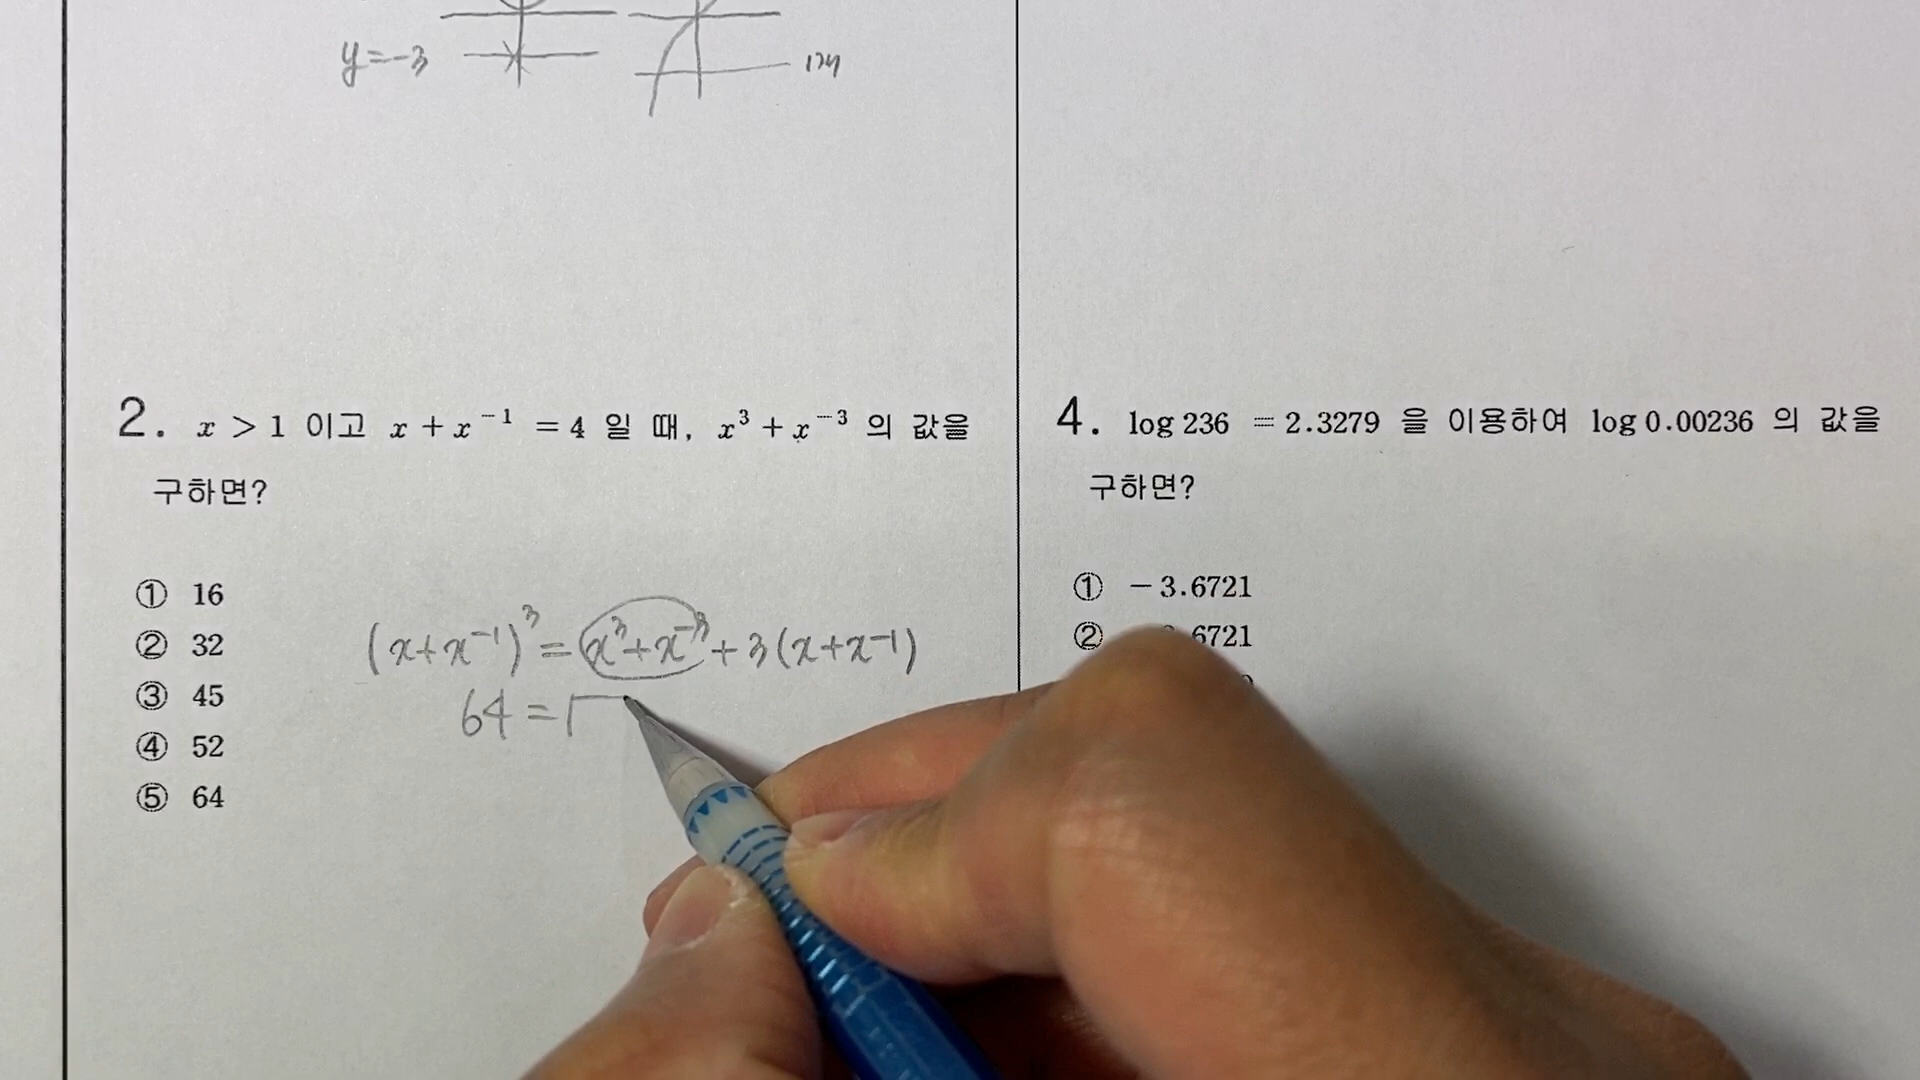 y=-3
2. x > 1 이고 x + x⁻¹ = 4 일 때, x³ + x⁻³ 의 값을
구하면?
① 16
② 32
③ 45
④ 52
⑤ 64
(x+x⁻¹)³ = x³+x⁻³+3(x+x-1)
64 =
4. log 236 = 2.3279 을 이용하여 log 0.00236 의 값을
구하면?
① -3.6721
② 6721